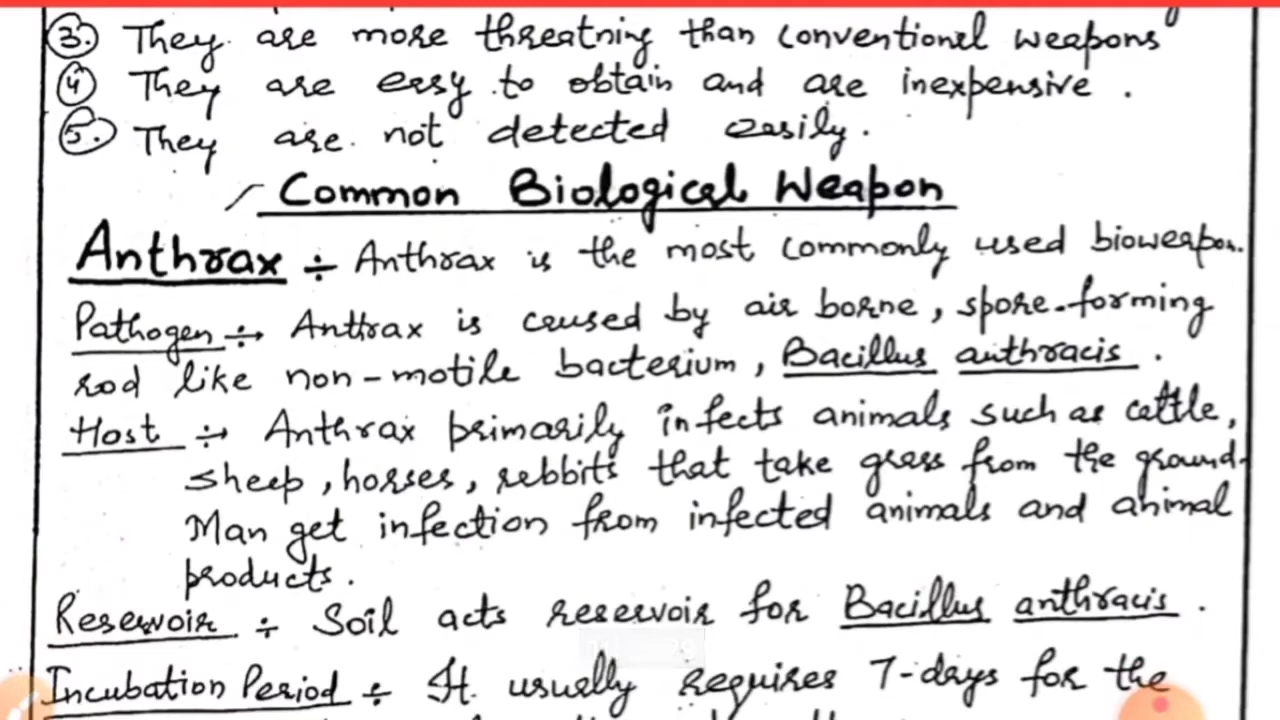 3. They are more threatning than conventional weapons
4 They are easy to obtain and are inexpensive .
5. They are not detected easily.
Common Biological Weapon
Anthrax ÷ Anthrax is the most commonly used bioweapon.
Pathogen ÷ Anthrax is caused by air borne, spore-forming
rod like non-motile bacterium, Bacillus anthracis .
Host ÷ Anthrax primarily infects animals such as cattle,
sheep, horses, rebbits that take grass from the ground.
Man get infection from infected animals and animal
products.
Reservoir ÷ Soil acts reservoir for Bacillus anthracis .
Incubation Period ÷ It usually requires 7-days for the